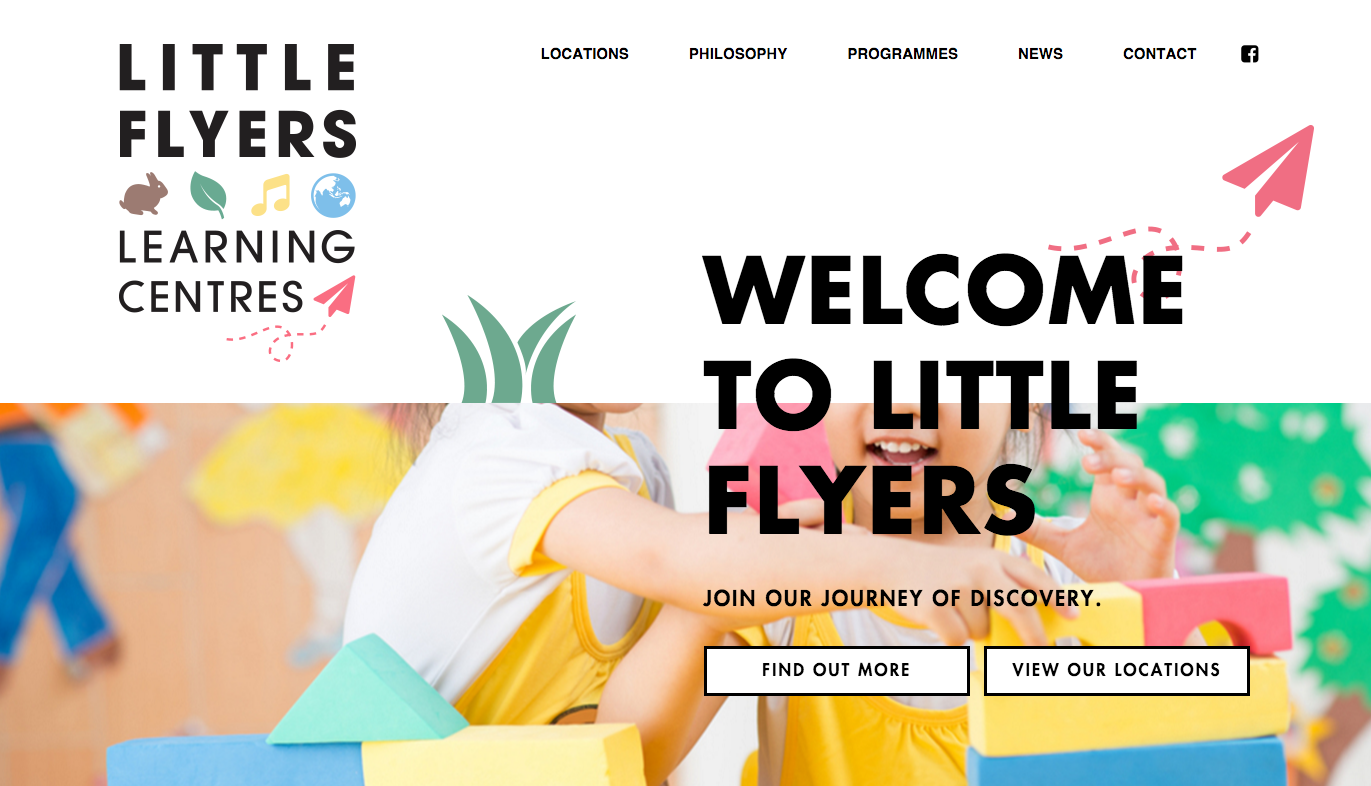 LITTLE
FLYERS
LEARNING
CENTRES
LOCATIONS PHILOSOPHY PROGRAMMES NEWS CONTACT
WELCOME
TO LITTLE
FLYERS
JOIN OUR JOURNEY OF DISCOVERY.
FIND OUT MORE VIEW OUR LOCATIONS